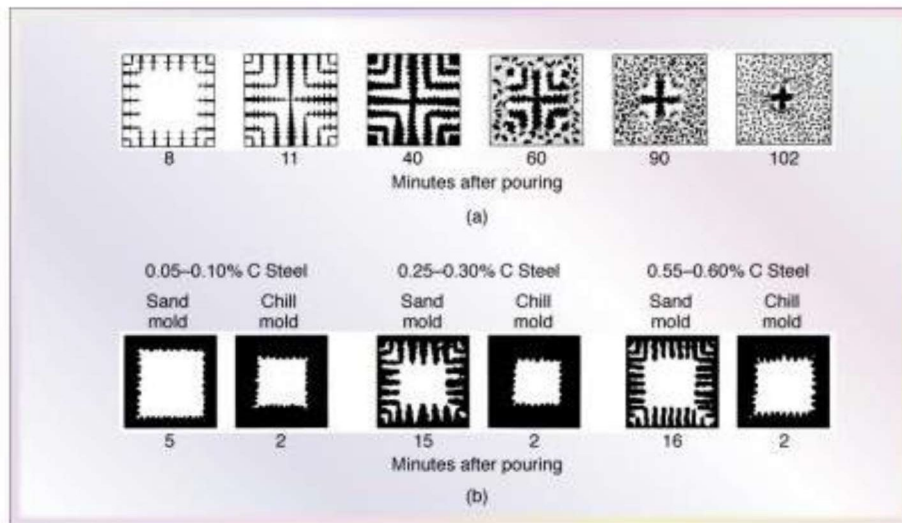 8 11 40 60 90 102
Minutes after pouring
(a)
0.05–0.10% C Steel 0.25–0.30% C Steel 0.55–0.60% C Steel
Sand mold Chill mold Sand mold Chill mold Sand mold Chill mold
5 2 15 2 16 2
Minutes after pouring
(b)